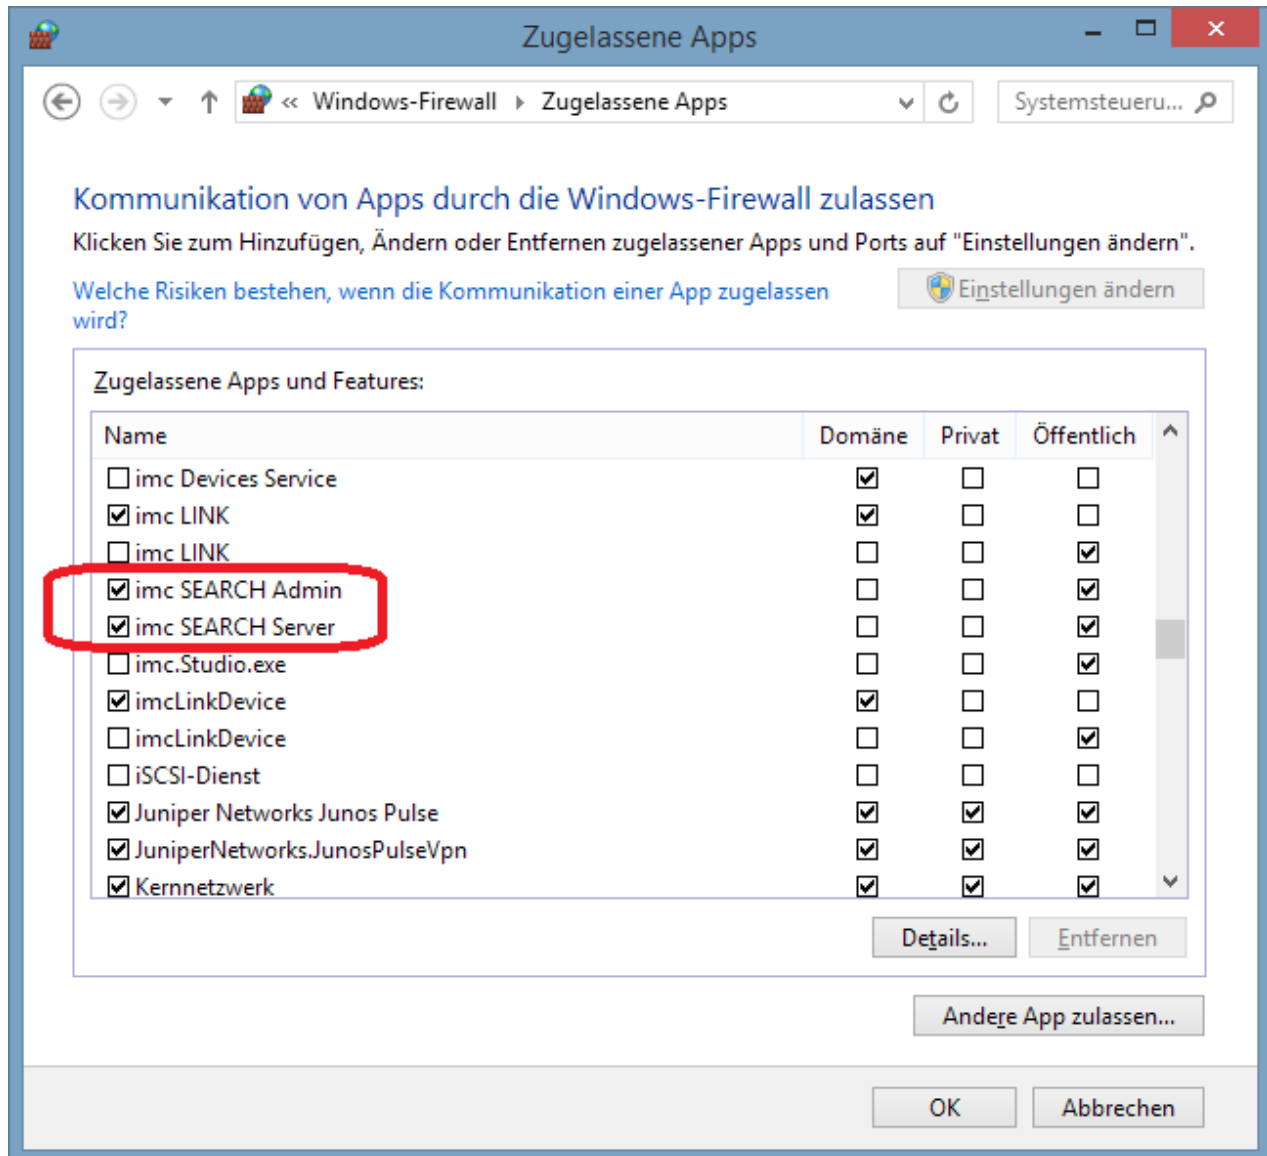 Zugelassene Apps
« Windows-Firewall Zugelassene Apps Systemsteueru...
Kommunikation von Apps durch die Windows-Firewall zulassen
Klicken Sie zum Hinzufügen, Ändern oder Entfernen zugelassener Apps und Ports auf "Einstellungen ändern".
Welche Risiken bestehen, wenn die Kommunikation einer App zugelassen
wird?
Einstellungen ändern
Zugelassene Apps und Features:
Name Domäne Privat Öffentlich
imc Devices Service
imc LINK
imc LINK
imc SEARCH Admin
imc SEARCH Server
imc.Studio.exe
imcLinkDevice
imcLinkDevice
iSCSI-Dienst
Juniper Networks Junos Pulse
JuniperNetworks.JunosPulseVpn
Kernnetzwerk
Details... Entfernen
Andere App zulassen...
OK Abbrechen